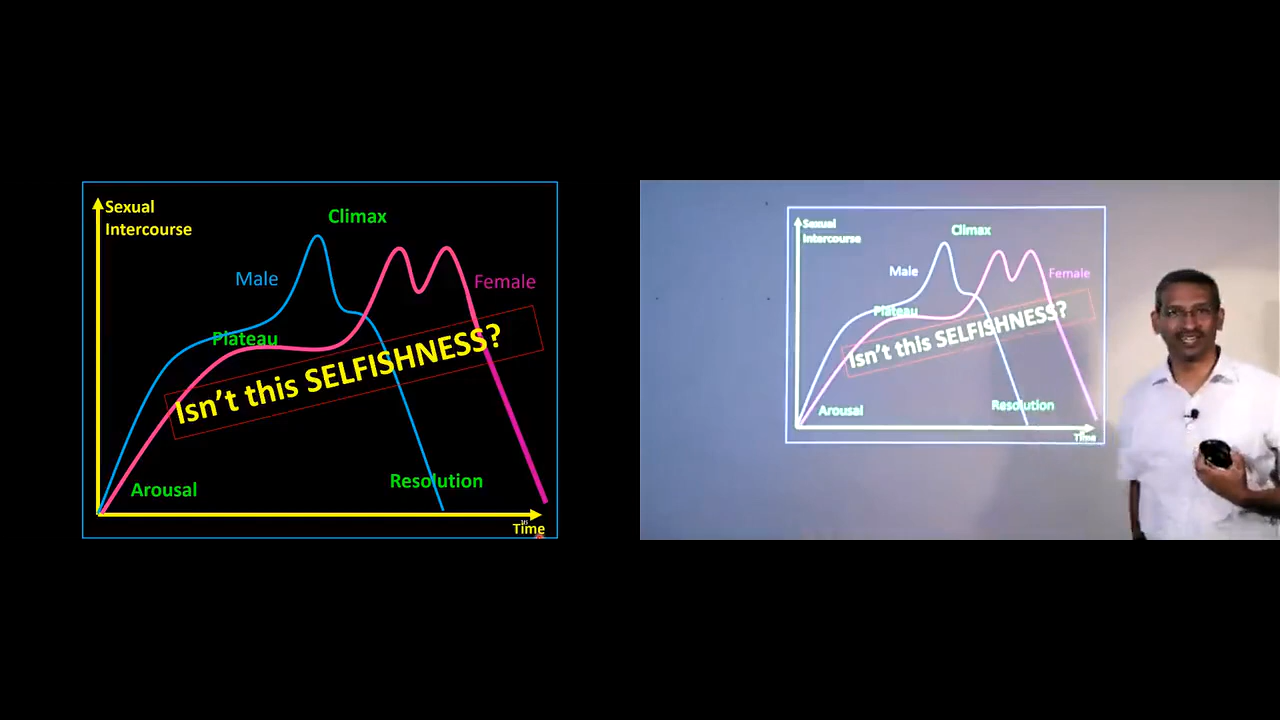 Sexual
Intercourse
Climax
Male
Female
Plateau
Isn't this SELFISHNESS?
Arousal
Resolution
Time
Sexual
Intercourse
Climax
Male
Female
Plateau
Isn't this SELFISHNESS?
Arousal
Resolution
Time